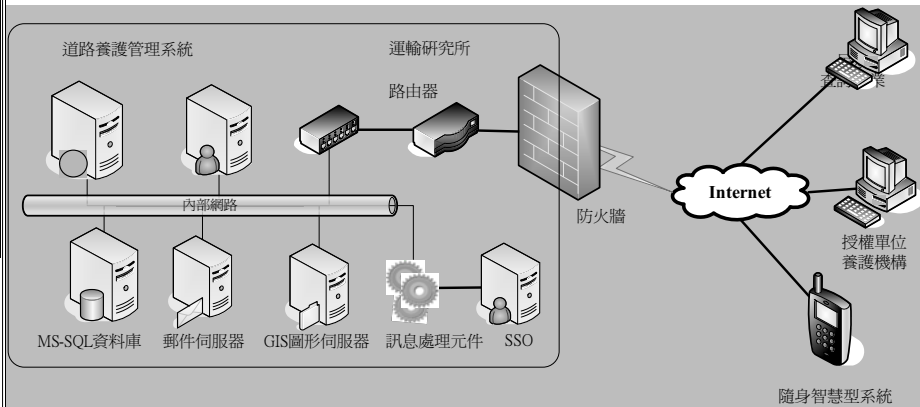 道路養護管理系統
運輸研究所
路由器
內部網路
防火牆
Internet
授權單位
養護機構
MS-SQL資料庫
郵件伺服器
GIS圖形伺服器
訊息處理元件
SSO
隨身智慧型系統